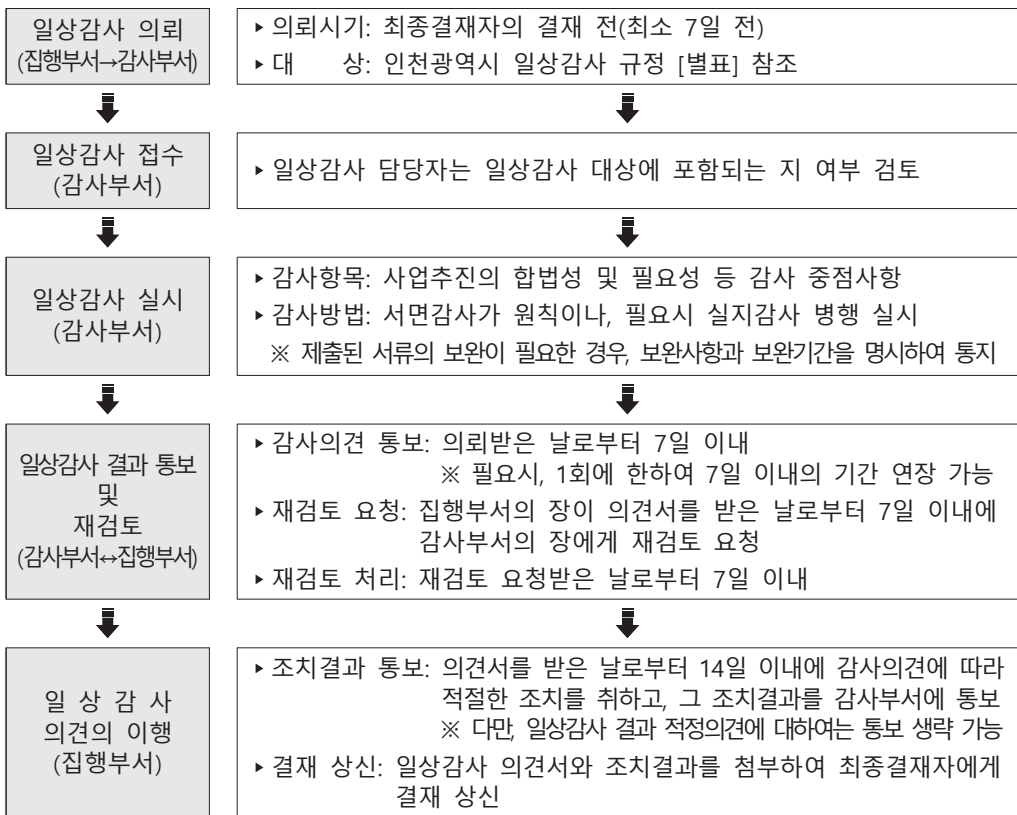 일상감사 의뢰
(집행부서→감사부서)
▸의뢰시기: 최종결재자의 결재 전(최소 7일 전)
▸대 상: 인천광역시 일상감사 규정 [별표] 참조
일상감사 접수
(감사부서)
▸일상감사 담당자는 일상감사 대상에 포함되는 지 여부 검토
일상감사 실시
(감사부서)
▸감사항목: 사업추진의 합법성 및 필요성 등 감사 중점사항
▸감사방법: 서면감사가 원칙이나, 필요시 실지감사 병행 실시
※ 제출된 서류의 보완이 필요한 경우, 보완사항과 보완기간을 명시하여 통지
일상감사 결과 통보
및
재검토
(감사부서↔집행부서)
▸감사의견 통보: 의뢰받은 날로부터 7일 이내
※ 필요시, 1회에 한하여 7일 이내의 기간 연장 가능
▸재검토 요청: 집행부서의 장이 의견서를 받은 날로부터 7일 이내에
감사부서의 장에게 재검토 요청
▸재검토 처리: 재검토 요청받은 날로부터 7일 이내
일 상 감 사
의견의 이행
(집행부서)
▸조치결과 통보: 의견서를 받은 날로부터 14일 이내에 감사의견에 따라
적절한 조치를 취하고, 그 조치결과를 감사부서에 통보
※ 다만, 일상감사 결과 적정의견에 대하여는 통보 생략 가능
▸결재 상신: 일상감사 의견서와 조치결과를 첨부하여 최종결재자에게
결재 상신